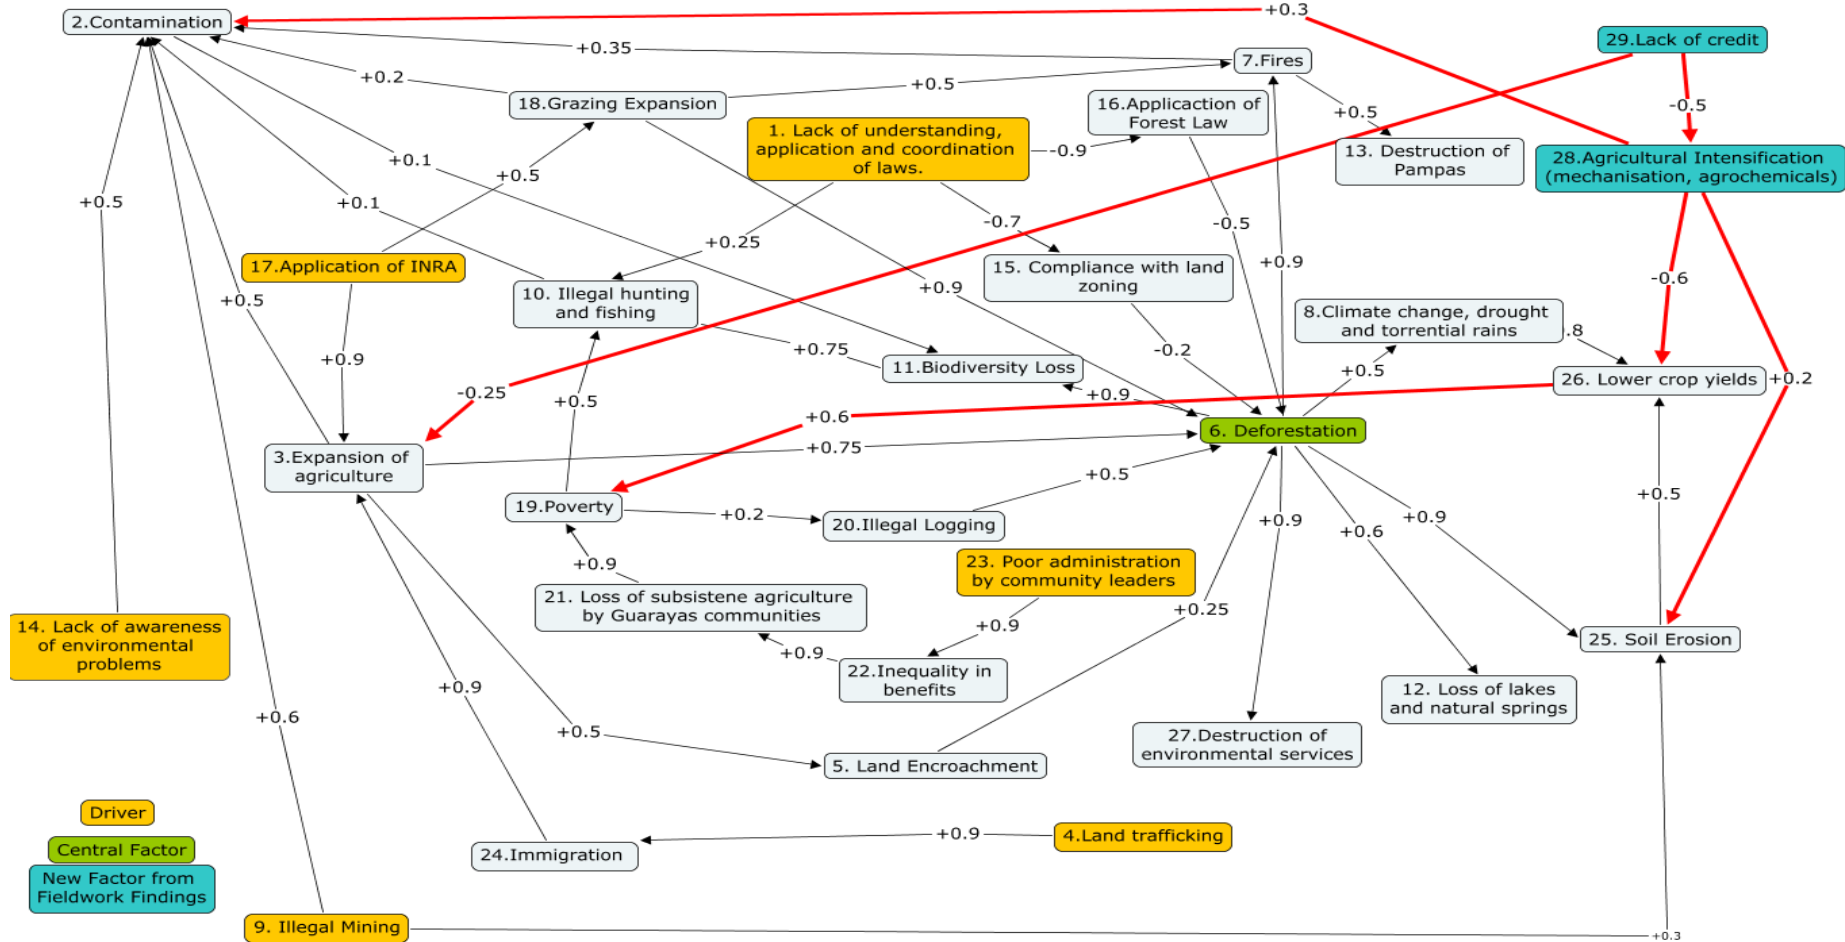 +0.3
2.Contamination
29.Lack of credit
+0.35
7.Fires
+0.2
+0.5
18.Grazing Expansion
16.Applicaction of
Forest Law
-0.5
+0.5
1. Lack of understanding,
application and coordination
of laws.
-0.9
13. Destruction of
Pampas
28.Agricultural Intensification
(mechanisation, agrochemicals)
+0.1
+0.5
+0.5
+0.1
-0.7
-0.5
+0.25
17.Application of INRA
15. Compliance with land
zoning
+0.9
-0.6
+0.9
+0.5
10. Illegal hunting
and fishing
8.Climate change, drought
and torrential rains
.8
+0.9
+0.75
-0.2
11.Biodiversity Loss
+0.5
26. Lower crop yields
+0.2
-0.25
+0.5
+0.9
+0.6
6. Deforestation
+0.75
3.Expansion of
agriculture
+0.5
+0.5
19.Poverty
+0.2
20.Illegal Logging
+0.9
+0.6
+0.9
+0.9
23. Poor administration
by community leaders
21. Loss of subsistene agriculture
by Guarayas communities
+0.25
+0.9
14. Lack of awareness
of environmental
problems
25. Soil Erosion
+0.9
22.Inequality in
benefits
+0.9
12. Loss of lakes
and natural springs
+0.6
+0.5
27.Destruction of
environmental services
5. Land Encroachment
Driver
+0.9
4.Land trafficking
Central Factor
24.Immigration
New Factor from
Fieldwork Findings
9. Illegal Mining
+0.3